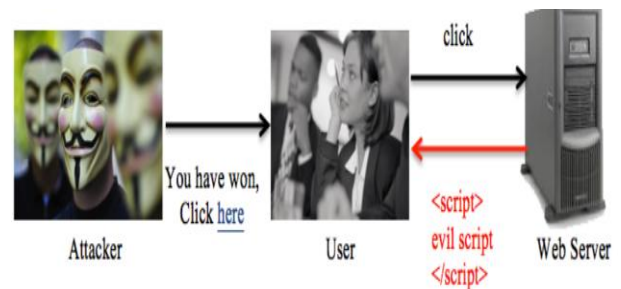 click
You have won,
Click here
<script>
evil script
</script>
Attacker
User
Web Server